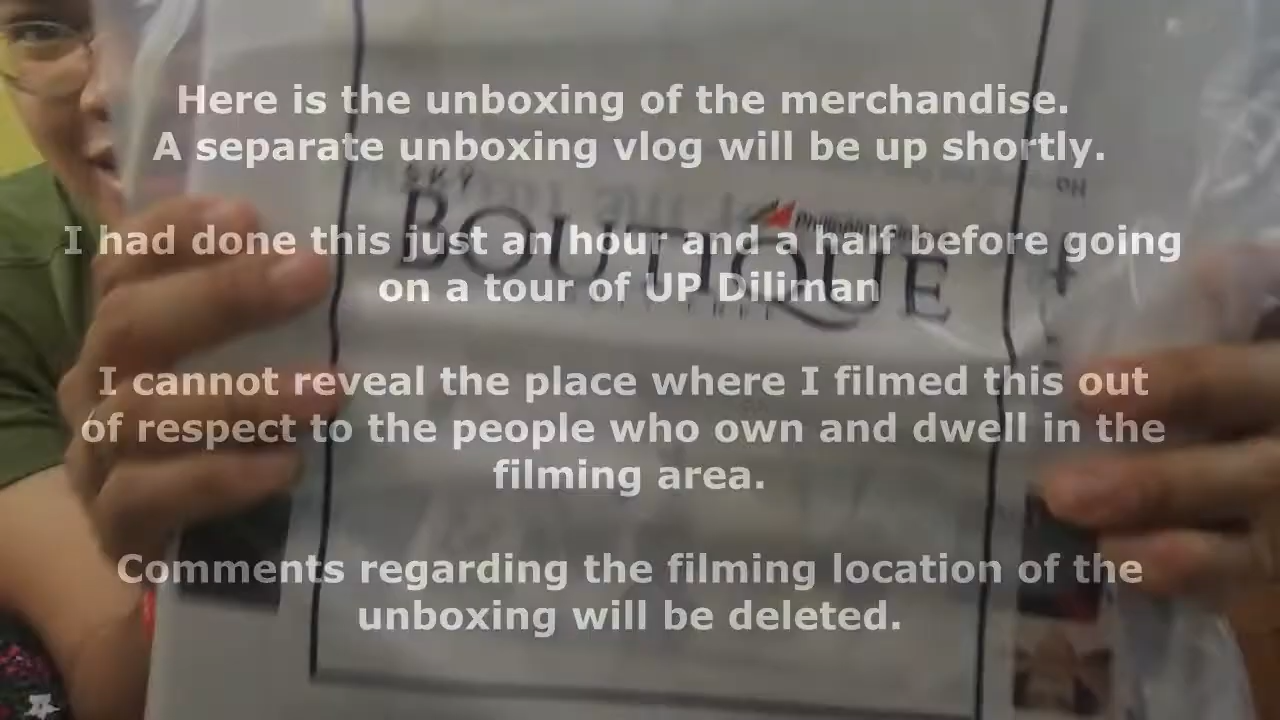 Here is the unboxing of the merchandise.
A separate unboxing vlog will be up shortly.
SKY
BOUTIQUE
I had done this just an hour and a half before going
on a tour of UP Diliman
I cannot reveal the place where I filmed this out
of respect to the people who own and dwell in the
filming area.
Comments regarding the filming location of the
unboxing will be deleted.